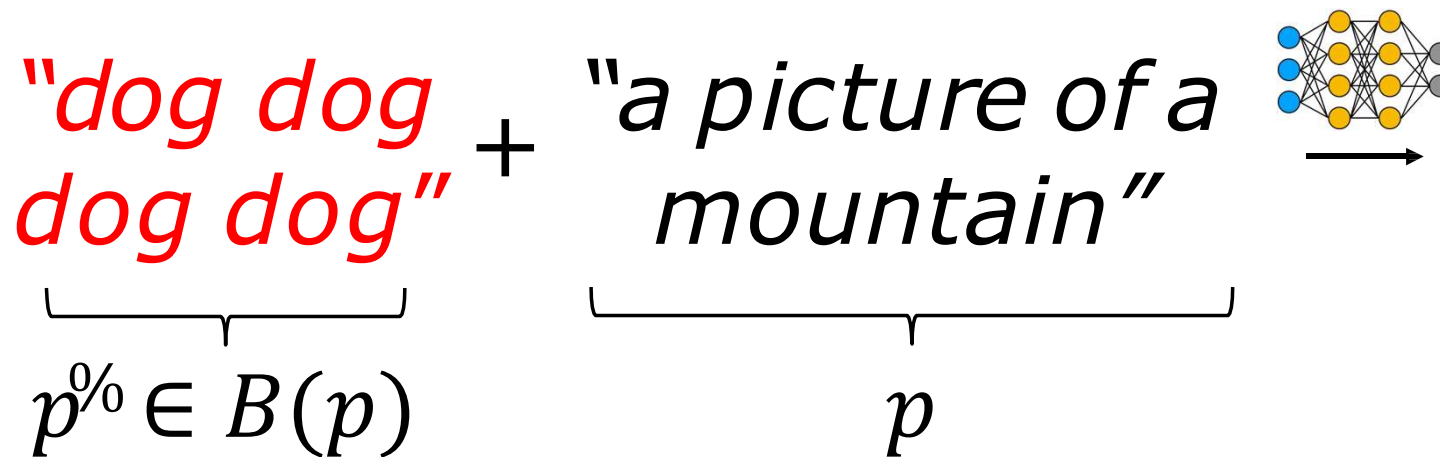 “dog dog
dog dog”
+
“a picture of a
mountain”
p% ∈ B(p)
p